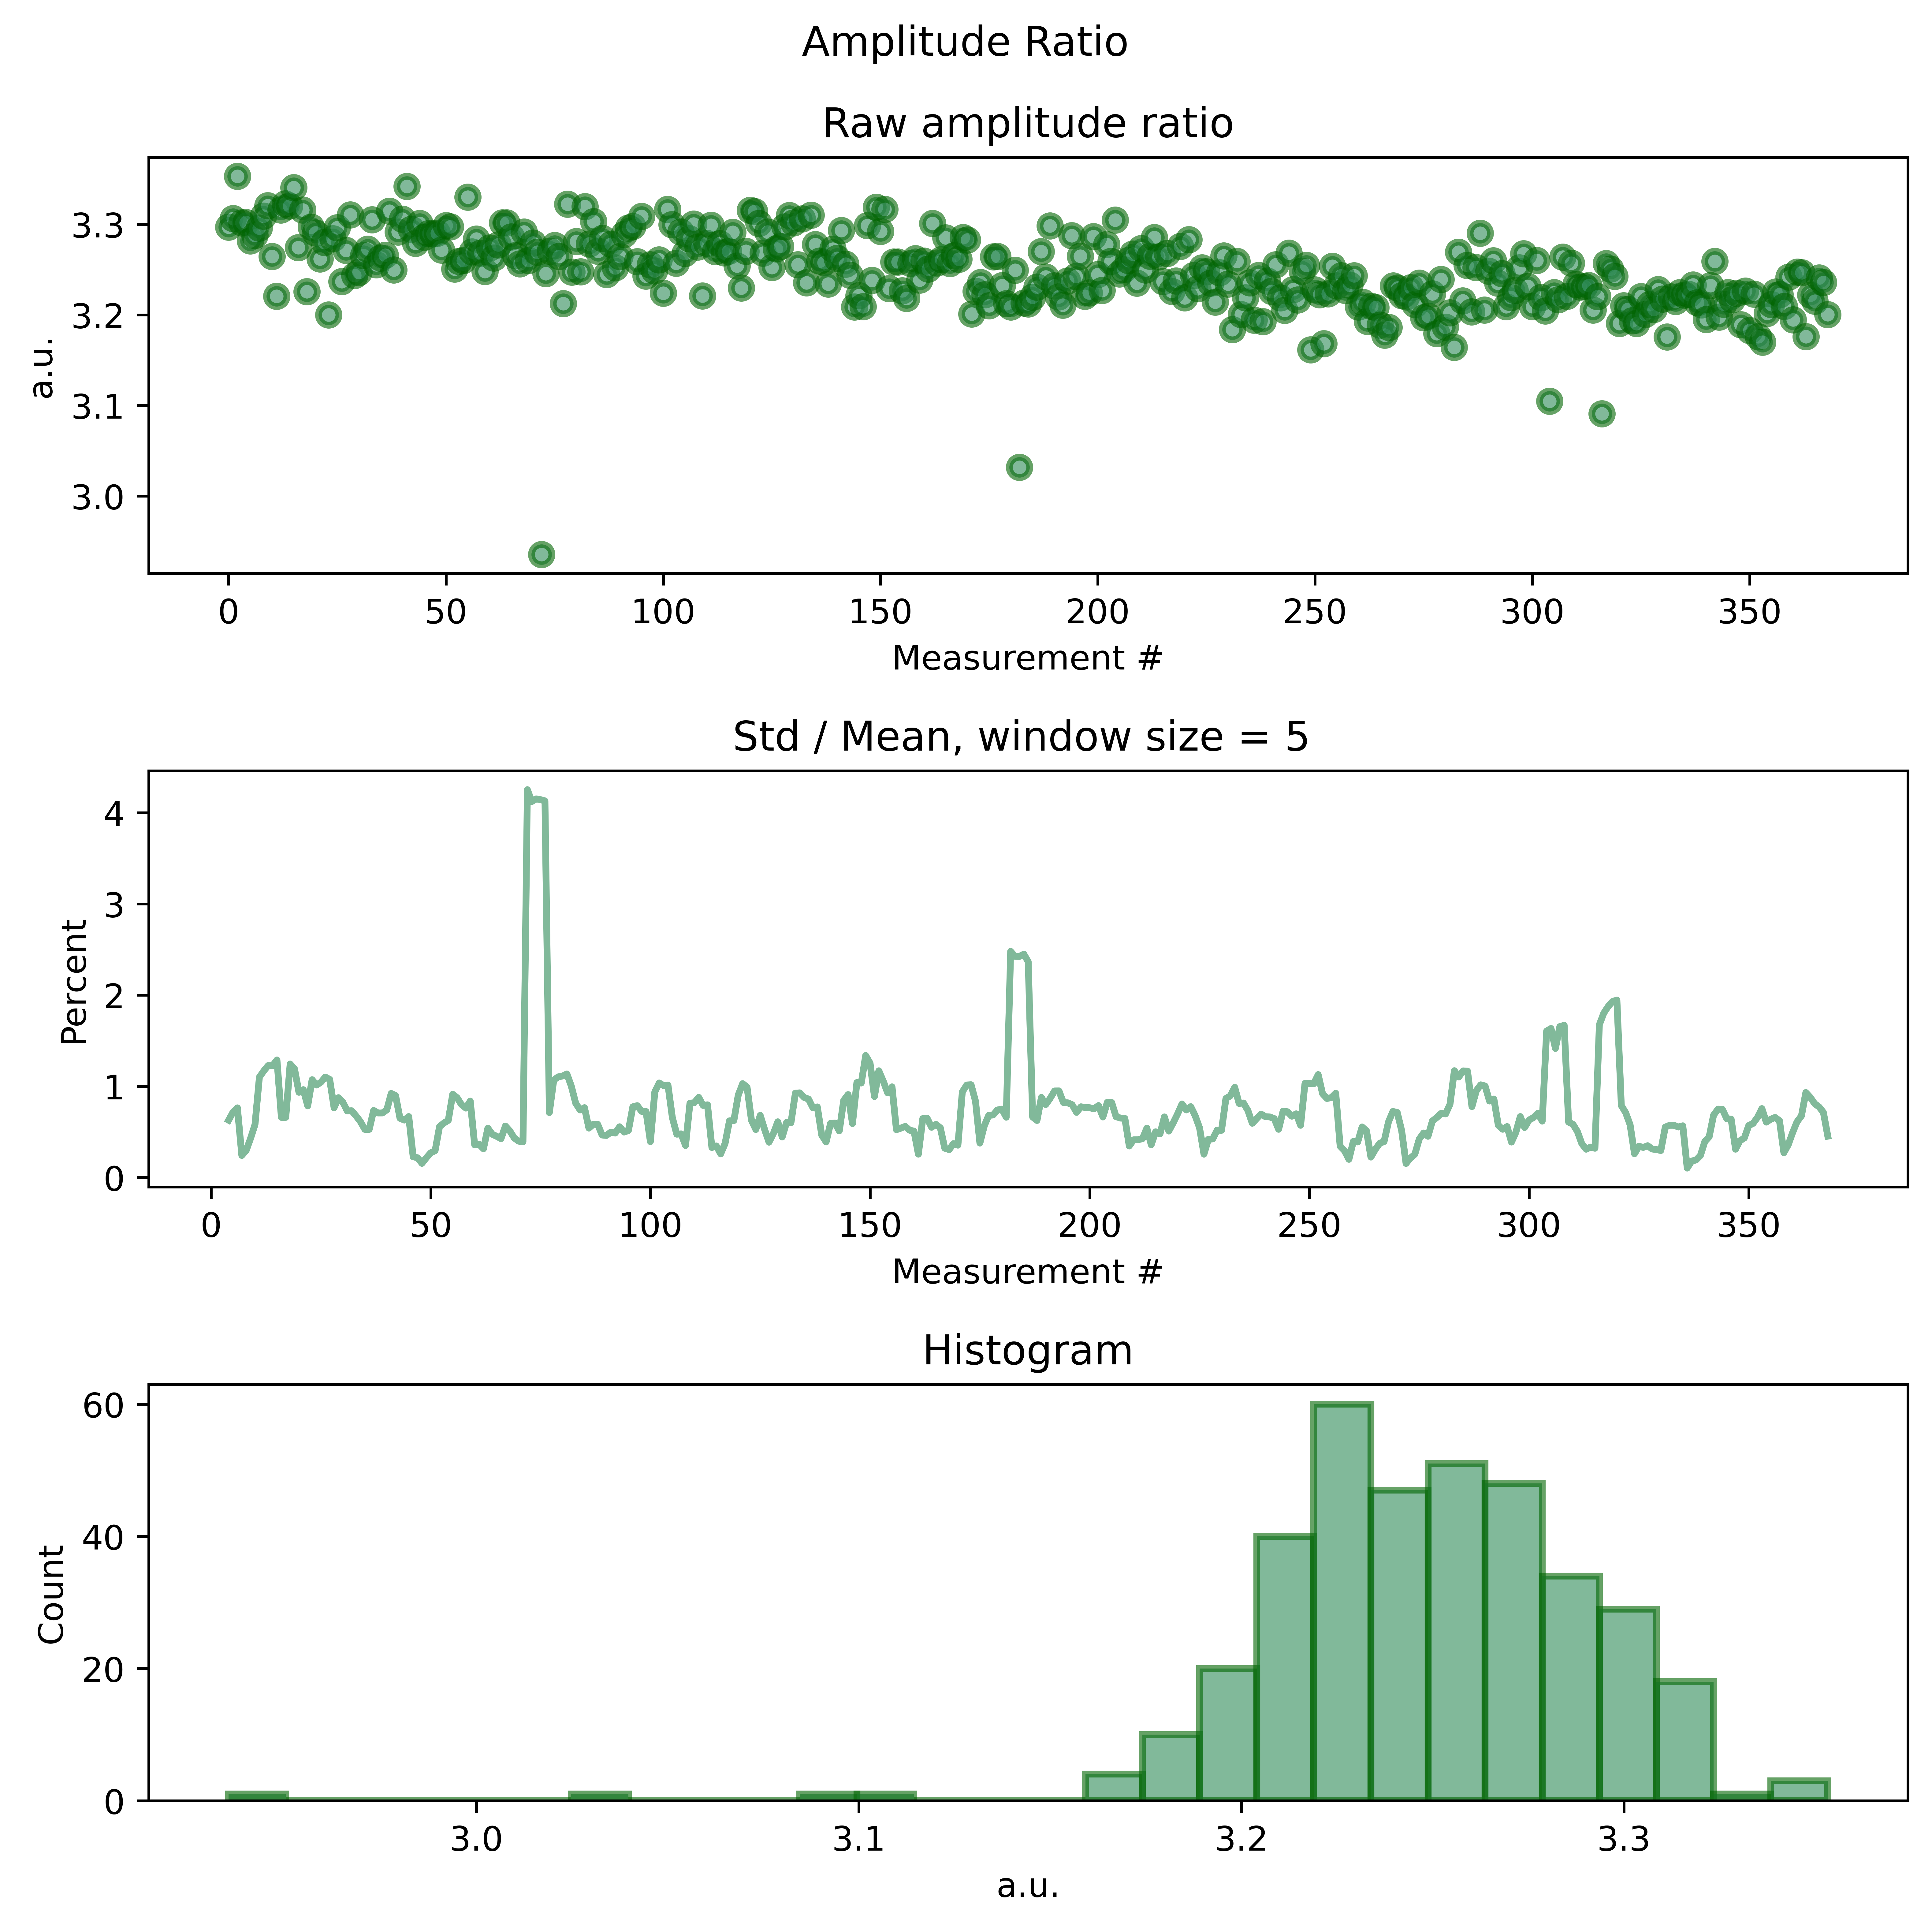 Amplitude Ratio
Raw amplitude ratio
3.3
3.2
3.1
3.0
a.u.
0 50 100 150 200 250 300 350
Measurement #
Std / Mean, window size = 5
4
3
2
1
0
Percent
0 50 100 150 200 250 300 350
Measurement #
Histogram
60
40
20
0
Count
3.0 3.1 3.2 3.3
a.u.